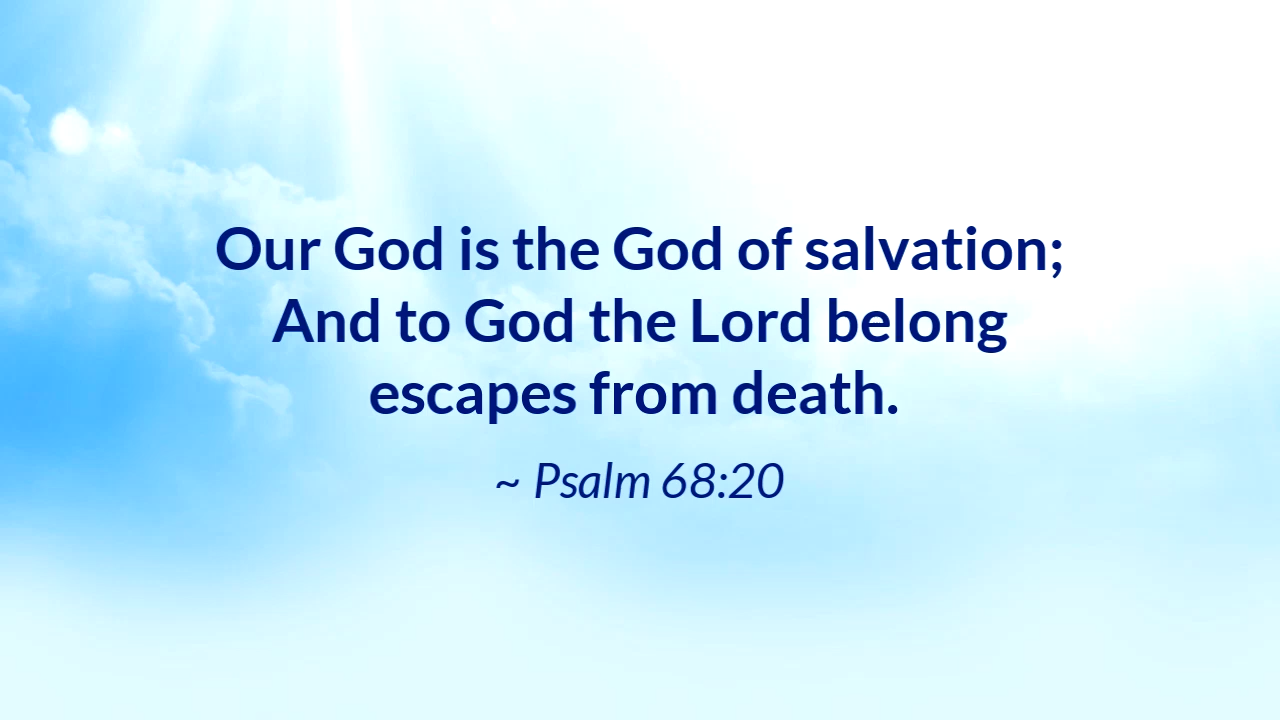 Our God is the God of salvation;
And to God the Lord belong
escapes from death.
~ Psalm 68:20